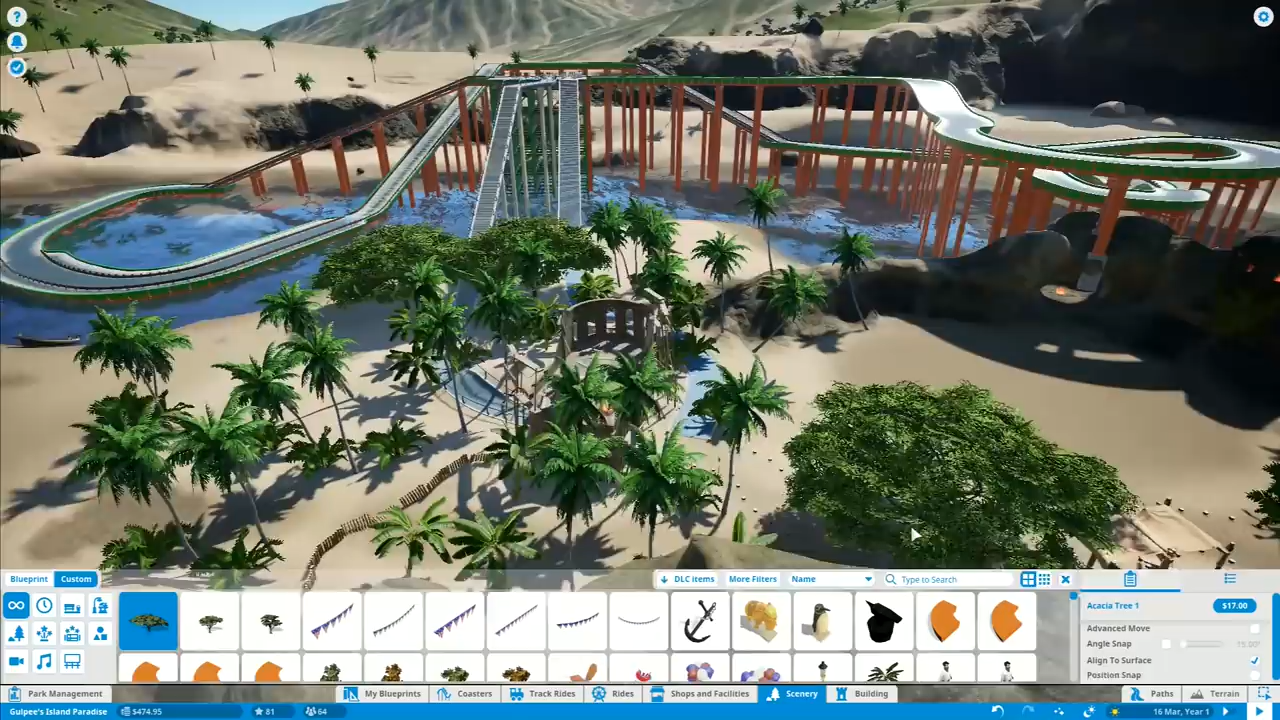 Blueprint Custom DLC items More Filters Name Type to Search
Acacia Tree 1 $17.00
Advanced Move
Angle Snap 15.00°
Align To Surface
Position Snap
Park Management My Blueprints Coasters Track Rides Rides Shops and Facilities Scenery Building Paths Terrain
Gulpee's Island Paradise $474.95 81 64 16 Mar, Year 1